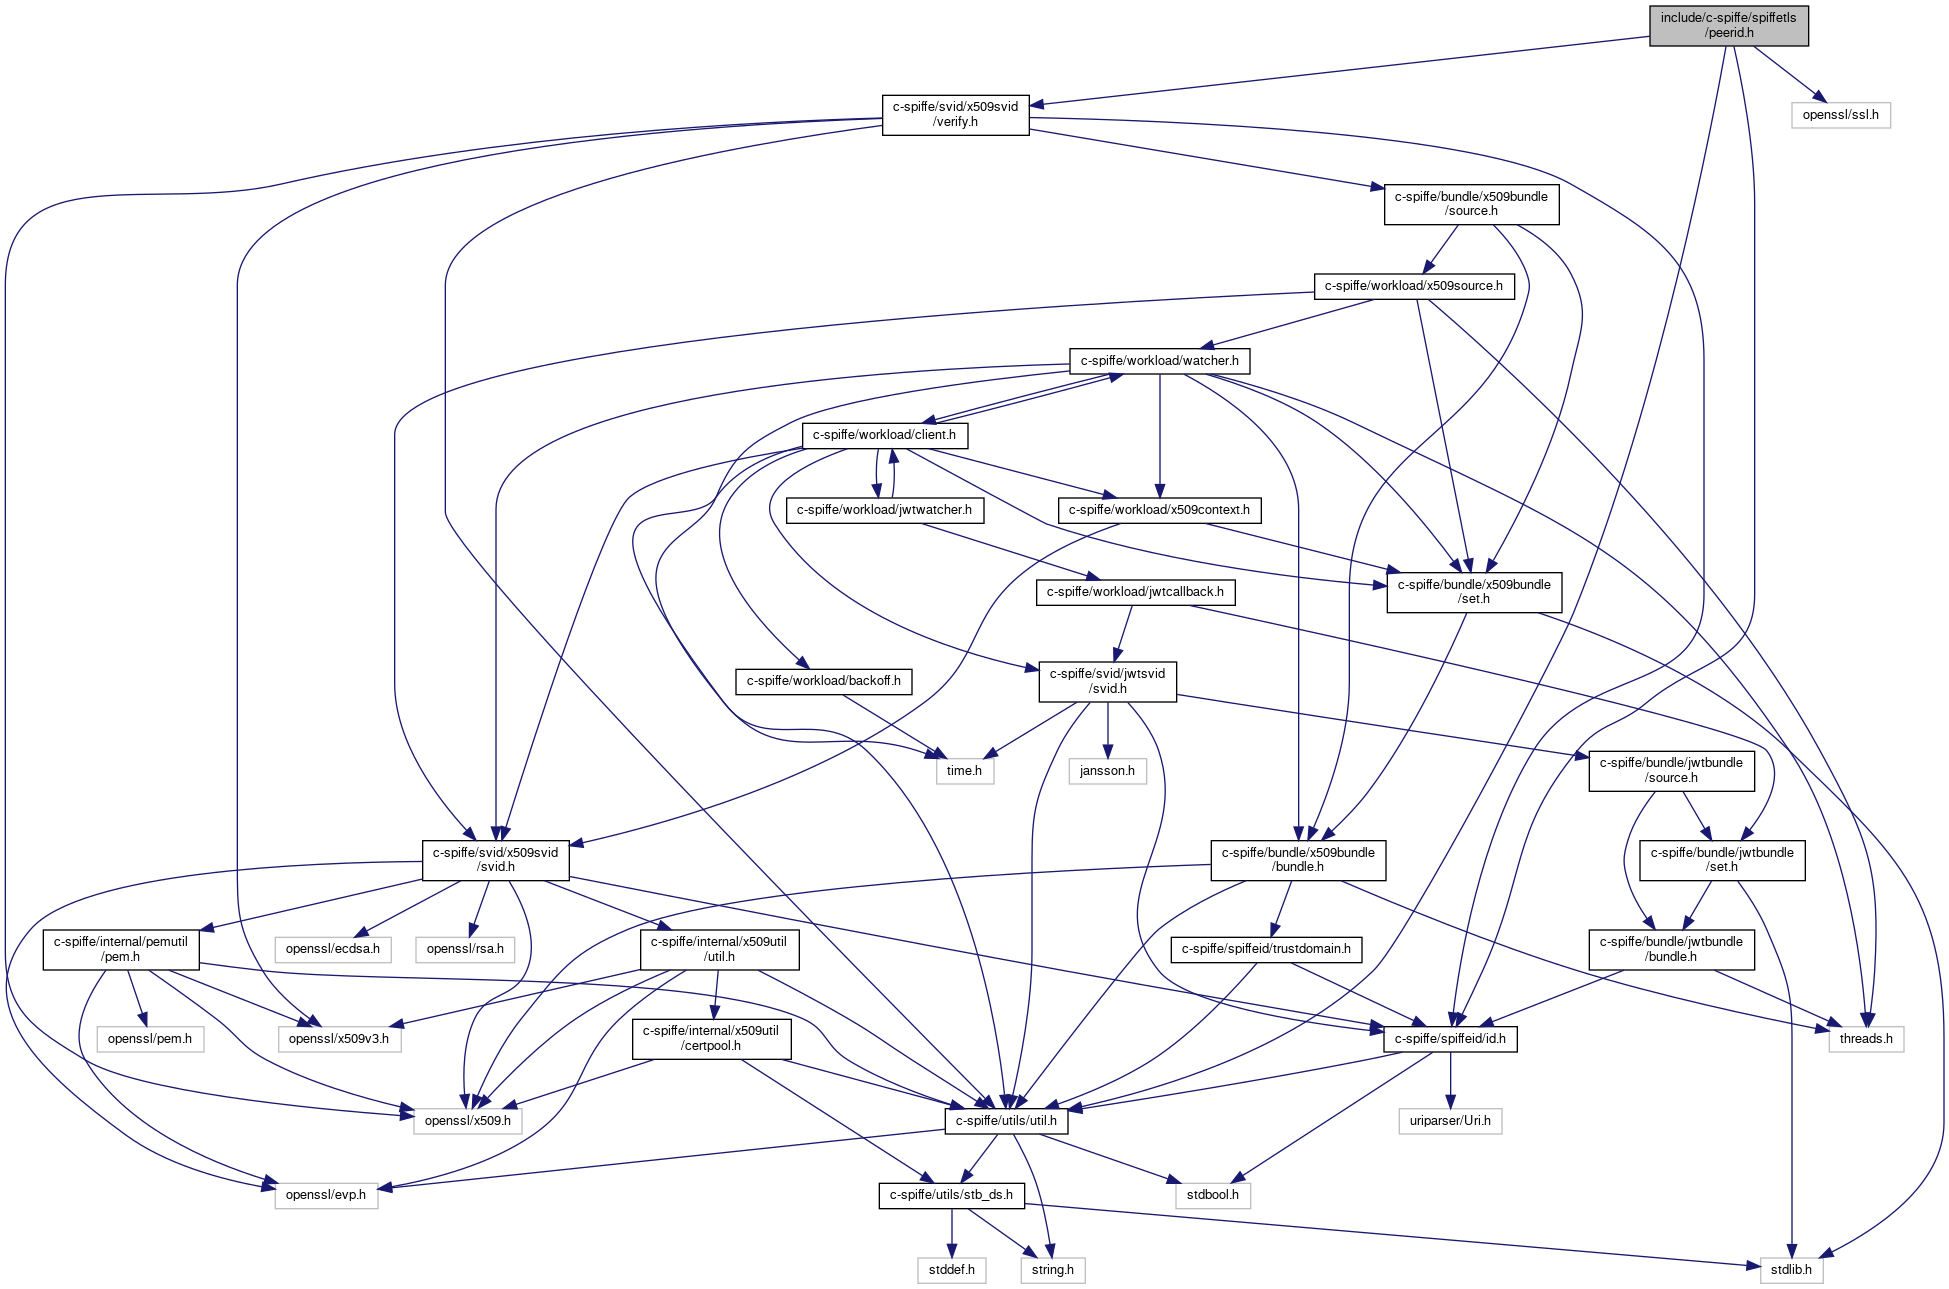 include/c-spiffe/spiffetls
/peerid.h
c-spiffe/svid/x509svid
/verify.h
openssl/ssl.h
c-spiffe/bundle/x509bundle
/source.h
c-spiffe/workload/x509source.h
c-spiffe/workload/watcher.h
c-spiffe/workload/client.h
c-spiffe/workload/jwtwatcher.h
c-spiffe/workload/x509context.h
c-spiffe/workload/jwtcallback.h
c-spiffe/bundle/x509bundle
/set.h
c-spiffe/workload/backoff.h
c-spiffe/svid/jwtsvid
/svid.h
time.h
jansson.h
c-spiffe/bundle/jwtbundle
/source.h
c-spiffe/svid/x509svid
/svid.h
c-spiffe/bundle/x509bundle
/bundle.h
c-spiffe/bundle/jwtbundle
/set.h
c-spiffe/internal/pemutil
/pem.h
openssl/ecdsa.h
openssl/rsa.h
c-spiffe/internal/x509util
/util.h
c-spiffe/spiffeid/trustdomain.h
c-spiffe/bundle/jwtbundle
/bundle.h
openssl/pem.h
openssl/x509v3.h
c-spiffe/internal/x509util
/certpool.h
c-spiffe/spiffeid/id.h
threads.h
openssl/x509.h
c-spiffe/utils/util.h
uriparser/Uri.h
openssl/evp.h
c-spiffe/utils/stb_ds.h
stdbool.h
stddef.h
string.h
stdlib.h